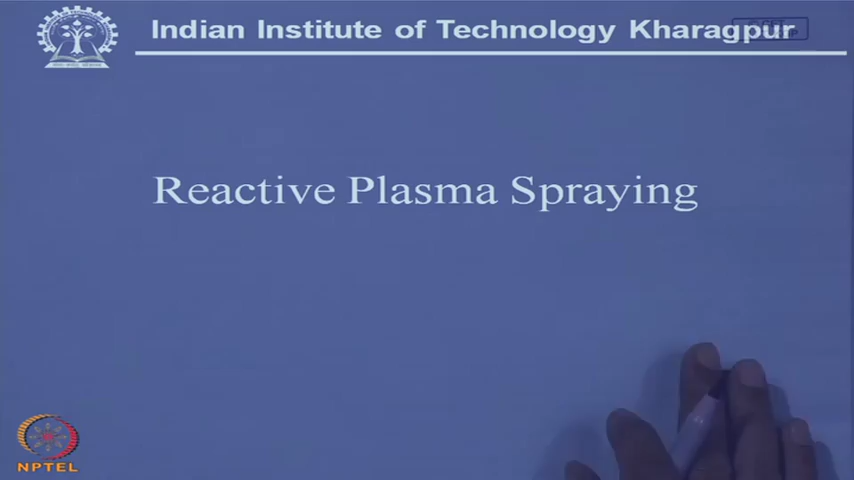 Indian Institute of Technology Kharagpur
Reactive Plasma Spraying
NPTEL